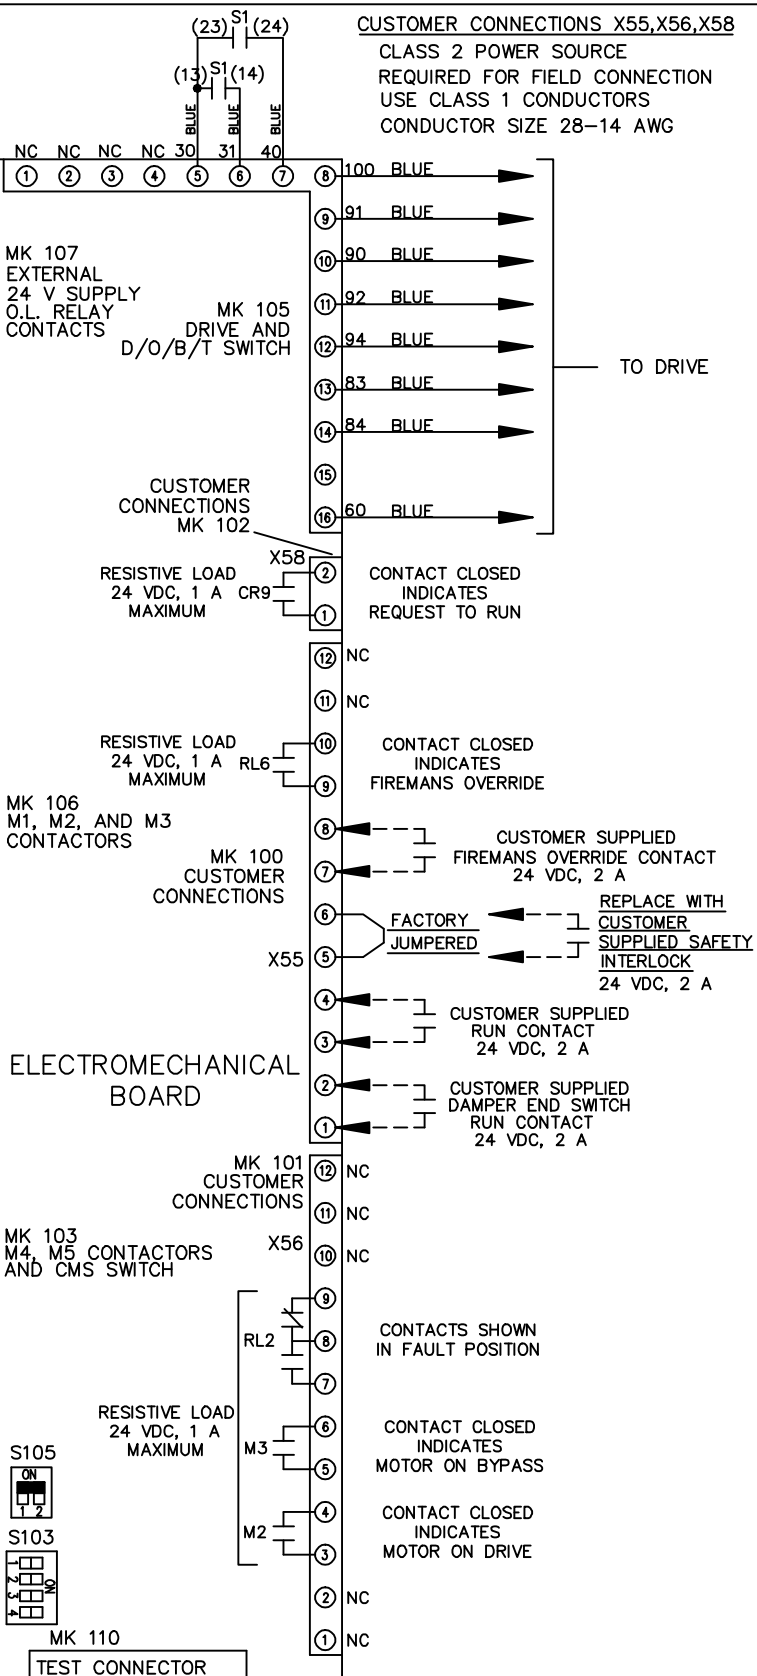 CUSTOMER CONNECTIONS X55,X56,X58
CLASS 2 POWER SOURCE
REQUIRED FOR FIELD CONNECTION
USE CLASS 1 CONDUCTORS
CONDUCTOR SIZE 28-14 AWG
(23) S1 (24)
(13) S1 (14)
BLUE BLUE BLUE
NC NC NC NC 30 31 40
1 2 3 4 5 6 7 8 100 BLUE
9 91 BLUE
10 90 BLUE
11 92 BLUE
12 94 BLUE
13 83 BLUE
14 84 BLUE
15
16 60 BLUE
TO DRIVE
MK 107
EXTERNAL
24 V SUPPLY
O.L. RELAY
CONTACTS
MK 105
DRIVE AND
D/O/B/T SWITCH
CUSTOMER
CONNECTIONS
MK 102
X58
RESISTIVE LOAD
24 VDC, 1 A
MAXIMUM
CR9
2
1
CONTACT CLOSED
INDICATES
REQUEST TO RUN
12 NC
11 NC
RESISTIVE LOAD
24 VDC, 1 A
MAXIMUM
RL6
10
9
CONTACT CLOSED
INDICATES
FIREMANS OVERRIDE
MK 106
M1, M2, AND M3
CONTACTORS
MK 100
CUSTOMER
CONNECTIONS
8
7
CUSTOMER SUPPLIED
FIREMANS OVERRIDE CONTACT
24 VDC, 2 A
X55
6
5
FACTORY
JUMPERED
REPLACE WITH
CUSTOMER
SUPPLIED SAFETY
INTERLOCK
24 VDC, 2 A
4
3
CUSTOMER SUPPLIED
RUN CONTACT
24 VDC, 2 A
ELECTROMECHANICAL
BOARD
2
1
CUSTOMER SUPPLIED
DAMPER END SWITCH
RUN CONTACT
24 VDC, 2 A
MK 101
CUSTOMER
CONNECTIONS
12 NC
11 NC
X56
10 NC
MK 103
M4, M5 CONTACTORS
AND CMS SWITCH
9
RL2
8
7
CONTACTS SHOWN
IN FAULT POSITION
RESISTIVE LOAD
24 VDC, 1 A
MAXIMUM
6
M3
5
CONTACT CLOSED
INDICATES
MOTOR ON BYPASS
4
M2
3
CONTACT CLOSED
INDICATES
MOTOR ON DRIVE
2 NC
1 NC
S105
ON
1 2
S103
1
2
3
4
ON
MK 110
TEST CONNECTOR